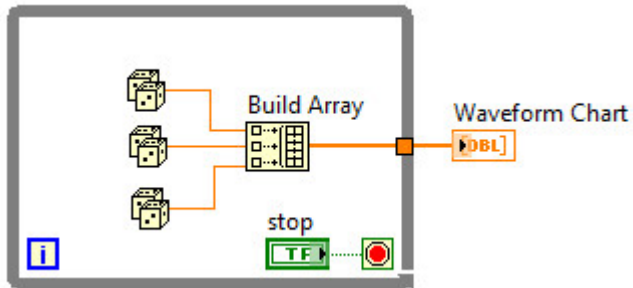 Build Array
Waveform Chart
DBL]
stop
TF
i